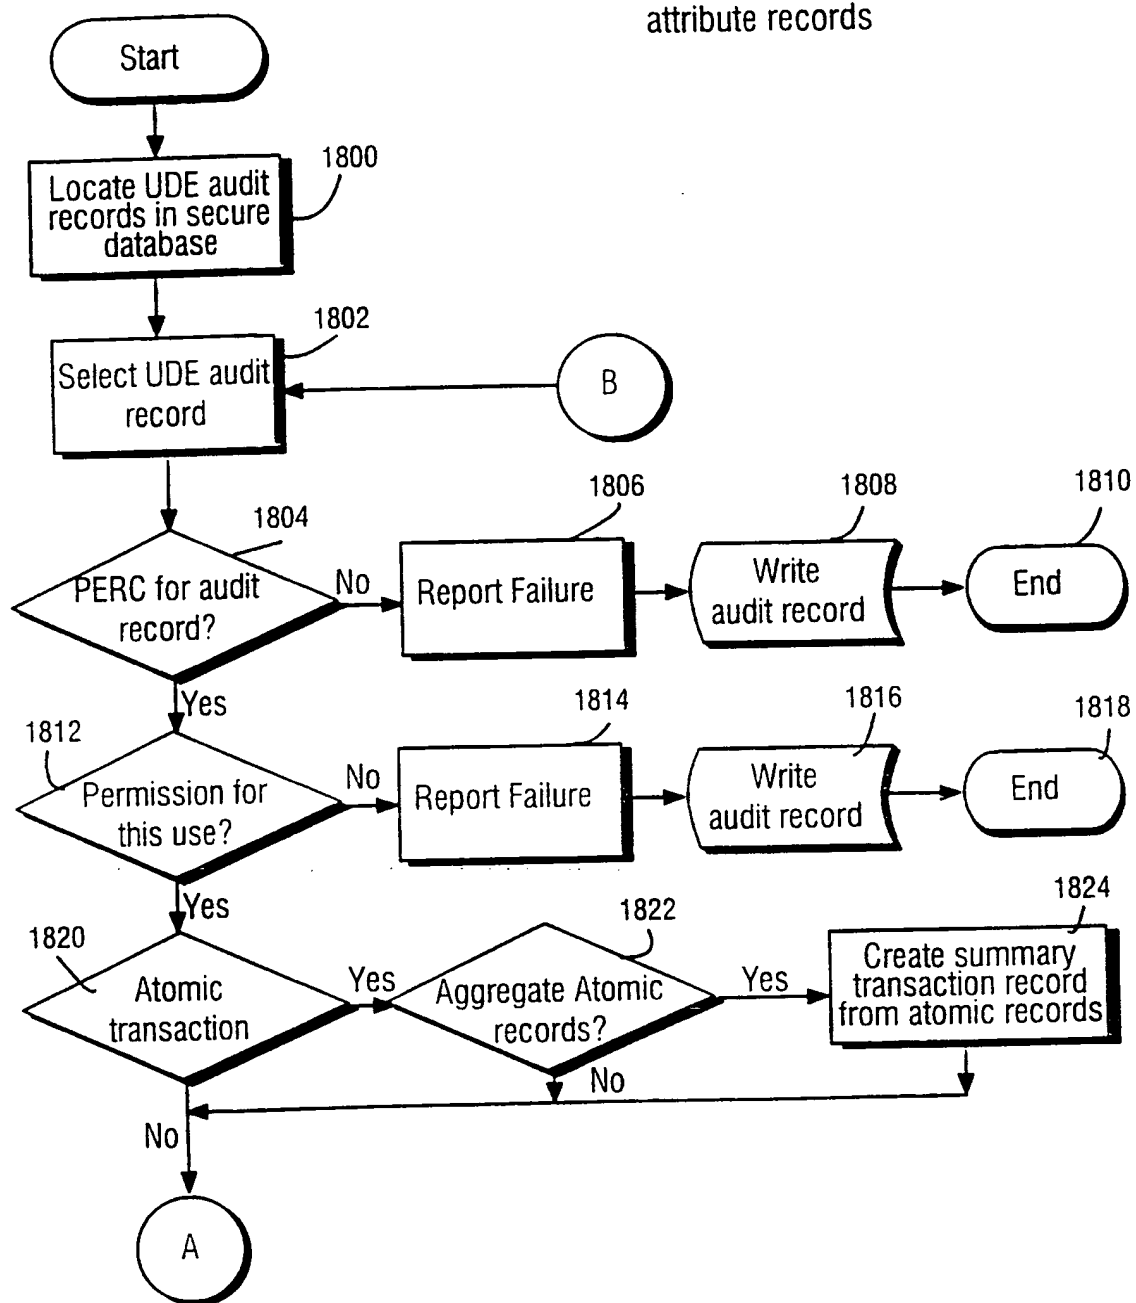 attribute records
Start
1800
Locate UDE audit
records in secure
database
1802
Select UDE audit
record
B
1804
PERC for audit
record?
No
1806
Report Failure
1808
Write
audit record
1810
End
Yes
1812
Permission for
this use?
No
1814
Report Failure
1816
Write
audit record
1818
End
Yes
1820
Atomic
transaction
Yes
1822
Aggregate Atomic
records?
Yes
1824
Create summary
transaction record
from atomic records
No
No
A